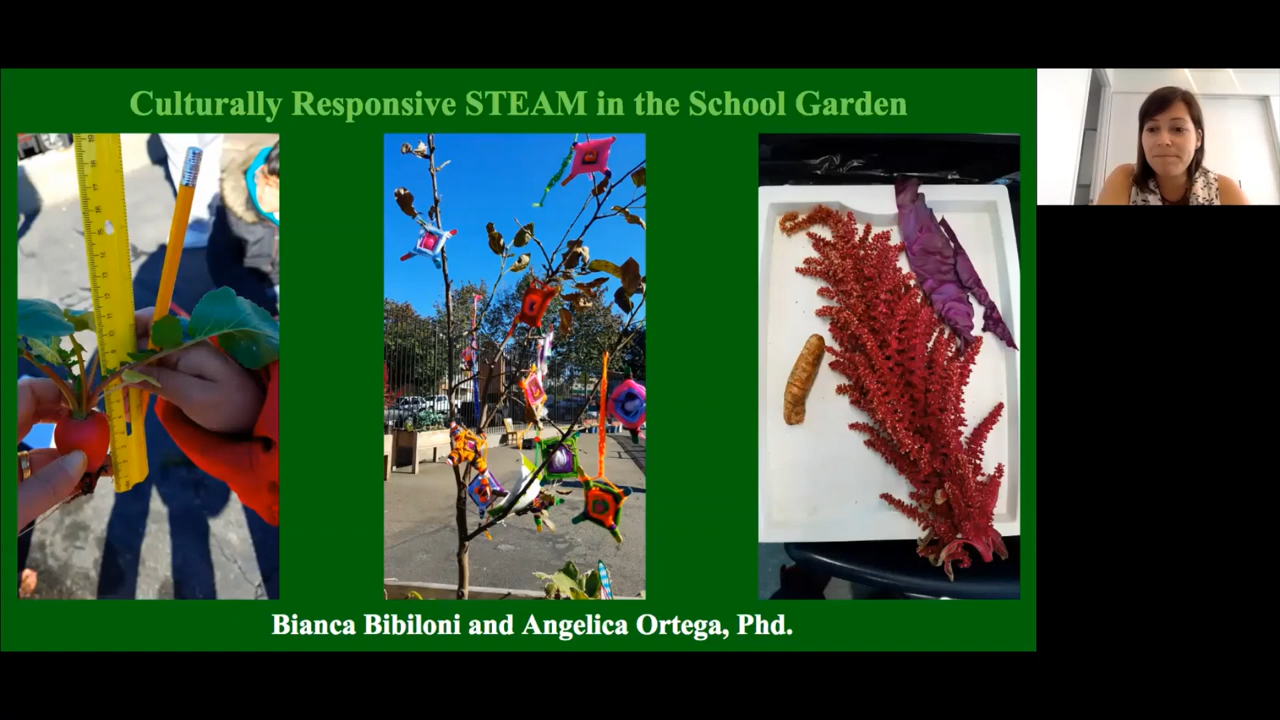 Culturally Responsive STEAM in the School Garden
Bianca Bibiloni and Angelica Ortega, Phd.